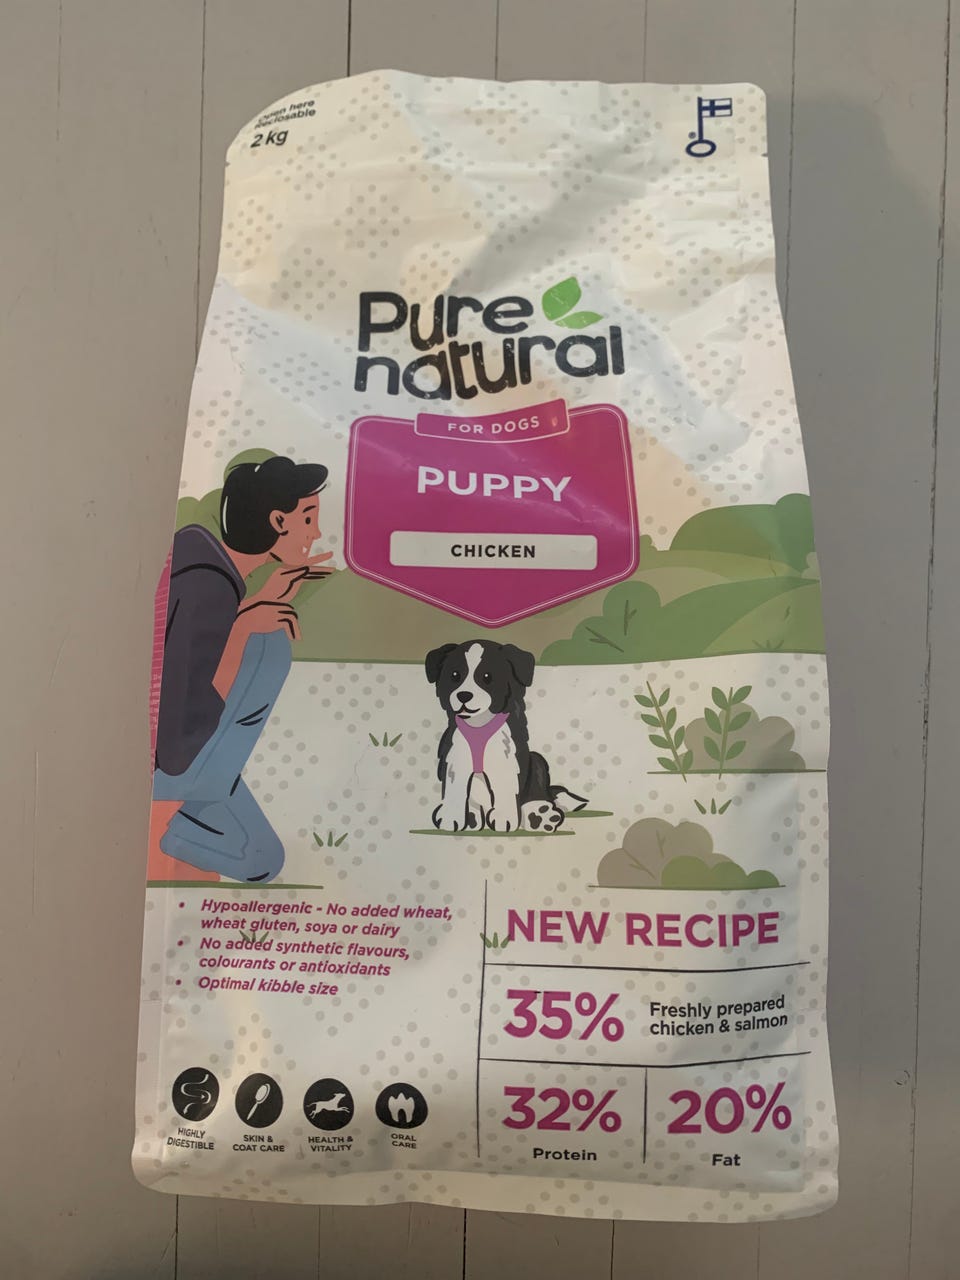 Open here
Reclosable
2 kg
Pure
natural
FOR DOGS
PUPPY
CHICKEN
• Hypoallergenic - No added wheat,
wheat gluten, soya or dairy
• No added synthetic flavours,
colourants or antioxidants
• Optimal kibble size
NEW RECIPE
35% Freshly prepared
chicken & salmon
32% 20%
Protein Fat
HIGHLY
DIGESTIBLE
SKIN &
COAT CARE
HEALTH &
VITALITY
ORAL
CARE